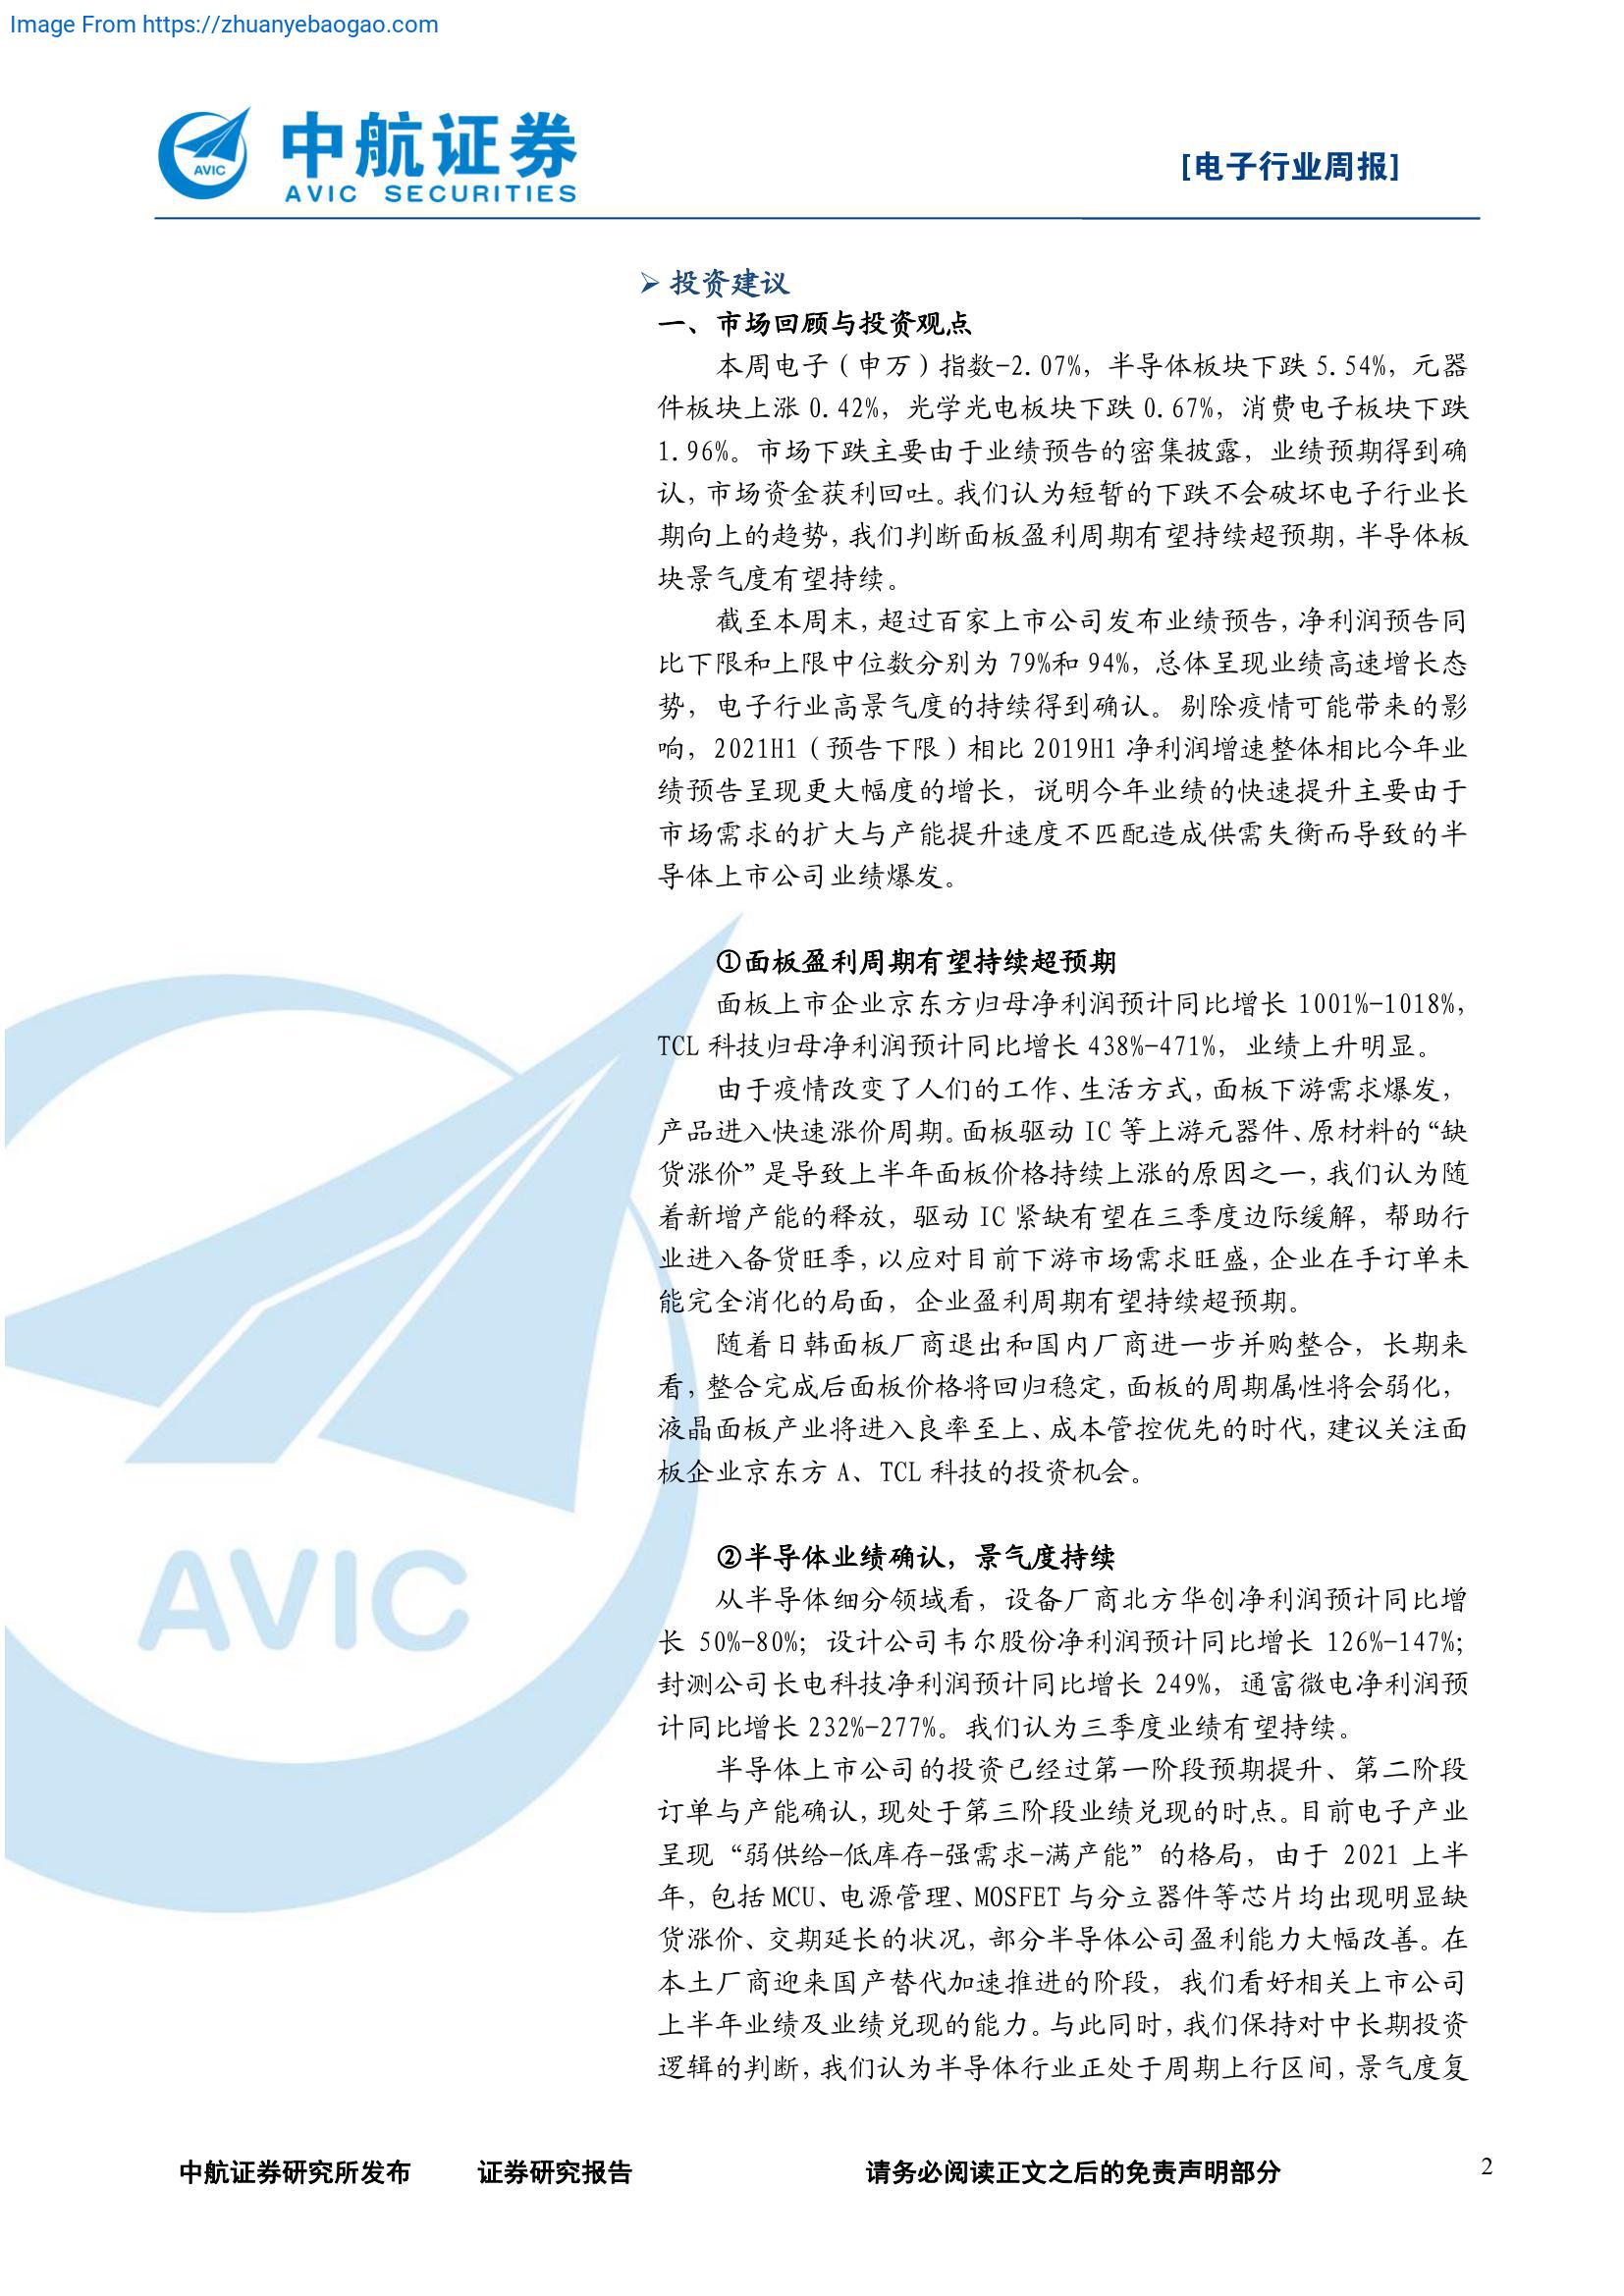 Image From https://zhuanyebaogao.com
AVIC
中航证券
AVIC SECURITIES
[电子行业周报]
➢ 投资建议
一、市场回顾与投资观点
本周电子（申万）指数-2.07%，半导体板块下跌 5.54%，元器
件板块上涨 0.42%，光学光电板块下跌 0.67%，消费电子板块下跌
1.96%。市场下跌主要由于业绩预告的密集披露，业绩预期得到确
认，市场资金获利回吐。我们认为短暂的下跌不会破坏电子行业长
期向上的趋势，我们判断面板盈利周期有望持续超预期，半导体板
块景气度有望持续。
截至本周末，超过百家上市公司发布业绩预告，净利润预告同
比下限和上限中位数分别为 79%和 94%，总体呈现业绩高速增长态
势，电子行业高景气度的持续得到确认。剔除疫情可能带来的影
响，2021H1（预告下限）相比 2019H1 净利润增速整体相比今年业
绩预告呈现更大幅度的增长，说明今年业绩的快速提升主要由于
市场需求的扩大与产能提升速度不匹配造成供需失衡而导致的半
导体上市公司业绩爆发。
①面板盈利周期有望持续超预期
面板上市企业京东方归母净利润预计同比增长 1001%-1018%，
TCL 科技归母净利润预计同比增长 438%-471%，业绩上升明显。
由于疫情改变了人们的工作、生活方式，面板下游需求爆发，
产品进入快速涨价周期。面板驱动 IC 等上游元器件、原材料的“缺
货涨价”是导致上半年面板价格持续上涨的原因之一，我们认为随
着新增产能的释放，驱动 IC 紧缺有望在三季度边际缓解，帮助行
业进入备货旺季，以应对目前下游市场需求旺盛，企业在手订单未
能完全消化的局面，企业盈利周期有望持续超预期。
随着日韩面板厂商退出和国内厂商进一步并购整合，长期来
看，整合完成后面板价格将回归稳定，面板的周期属性将会弱化，
液晶面板产业将进入良率至上、成本管控优先的时代，建议关注面
板企业京东方 A、TCL 科技的投资机会。
②半导体业绩确认，景气度持续
从半导体细分领域看，设备厂商北方华创净利润预计同比增
长 50%-80%；设计公司韦尔股份净利润预计同比增长 126%-147%；
封测公司长电科技净利润预计同比增长 249%，通富微电净利润预
计同比增长 232%-277%。我们认为三季度业绩有望持续。
半导体上市公司的投资已经过第一阶段预期提升、第二阶段
订单与产能确认，现处于第三阶段业绩兑现的时点。目前电子产业
呈现“弱供给-低库存-强需求-满产能”的格局，由于 2021 上半
年，包括 MCU、电源管理、MOSFET 与分立器件等芯片均出现明显缺
货涨价、交期延长的状况，部分半导体公司盈利能力大幅改善。在
本土厂商迎来国产替代加速推进的阶段，我们看好相关上市公司
上半年业绩及业绩兑现的能力。与此同时，我们保持对中长期投资
逻辑的判断，我们认为半导体行业正处于周期上行区间，景气度复
AVIC
中航证券研究所发布 证券研究报告 请务必阅读正文之后的免责声明部分 2